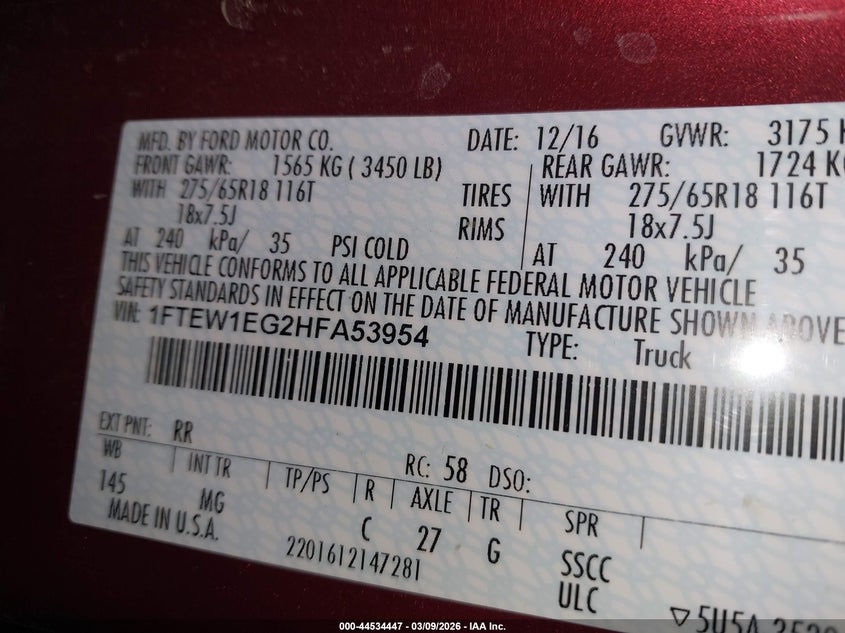 MFD. BY FORD MOTOR CO. DATE: 12/16 GVWR: 3175
FRONT GAWR: 1565 KG ( 3450 LB) REAR GAWR: 1724 KG
WITH 275/65R18 116T TIRES WITH 275/65R18 116T
18x7.5J RIMS 18x7.5J
AT 240 kPa/ 35 PSI COLD AT 240 kPa/ 35
THIS VEHICLE CONFORMS TO ALL APPLICABLE FEDERAL MOTOR VEHICLE
SAFETY STANDARDS IN EFFECT ON THE DATE OF MANUFACTURE SHOWN ABOVE
VIN: 1FTEW1EG2HFA53954 TYPE: Truck
EXT PNT: RR RC: 58 DSO:
WB INT TR TP/PS R AXLE TR SPR
145 MG C 27 G SSCC
MADE IN U.S.A. 2201612147281 ULC
▽5U5A
000-44534447 - 03/09/2026 - IAA Inc.